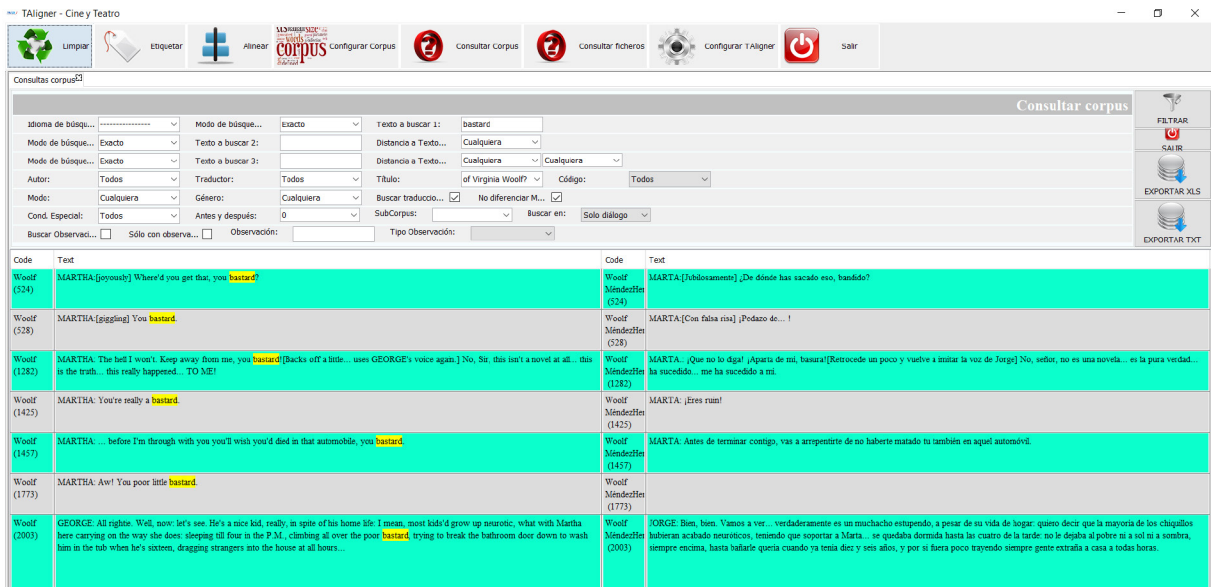 TAligner - Cine y Teatro
Limpiar Etiquetar Alinear corpus Configurar Corpus Consultar Corpus Consultar ficheros Configurar TAligner Salir
Consultas corpus
Consultar corpus
FILTRAR
SALIR
EXPORTAR XLS
EXPORTAR TXT
Idioma de búsqu... ---------------- Modo de búsque... Exacto Texto a buscar 1: bastard
Modo de búsque... Exacto Texto a buscar 2: Distancia a Texto... Cualquiera
Modo de búsque... Exacto Texto a buscar 3: Distancia a Texto... Cualquiera Cualquiera
Autor: Todos Traductor: Todos Título: of Virginia Woolf? Código: Todos
Modo: Cualquiera Género: Cualquiera Buscar traduccio... No diferenciar M...
Cond. Especial: Todos Antes y después: 0 SubCorpus: Buscar en: Solo diálogo
Buscar Observaci... Sólo con observa... Observación: Tipo Observación:
Code Text Code Text
Woolf (524) MARTHA:[joyously] Where'd you get that, you bastard?
Woolf MéndezHer (524) MARTA:[Jubilosamente] ¿De dónde has sacado eso, bandido?
Woolf (528) MARTHA:[giggling] You bastard.
Woolf MéndezHer (528) MARTA:[Con falsa risa] ¡Pedazo de... !
Woolf (1282) MARTHA: The hell I won't. Keep away from me, you bastard![Backs off a little... uses GEORGE's voice again.] No, Sir, this isn't a novel at all... this
is the truth... this really happened... TO ME!
Woolf MéndezHer (1282) MARTA.: ¡Que no lo diga! ¡Aparta de mi, basura![Retrocede un poco y vuelve a imitar la voz de Jorge] No, señor, no es una novela... es la pura verdad...
ha sucedido... me ha sucedido a mi.
Woolf (1425) MARTHA: You're really a bastard.
Woolf MéndezHer (1425) MARTA: ¡Eres ruin!
Woolf (1457) MARTHA: ... before I'm through with you you'll wish you'd died in that automobile, you bastard.
Woolf MéndezHer (1457) MARTA: Antes de terminar contigo, vas a arrepentirte de no haberte matado tu también en aquel automóvil.
Woolf (1773) MARTHA: Aw! You poor little bastard.
Woolf MéndezHer (1773)
Woolf (2003) GEORGE: All righte. Well, now: let's see. He's a nice kid, really, in spite of his home life: I mean, most kids'd grow up neurotic, what with Martha
here carrying on the way she does: sleeping till four in the P.M., climbing all over the poor bastard, trying to break the bathroom door down to wash
him in the tub when he's sixteen, dragging strangers into the house at all hours...
Woolf MéndezHer (2003) JORGE: Bien, bien. Vamos a ver... verdaderamente es un muchacho estupendo, a pesar de su vida de hogar: quiero decir que la mayoria de los chiquillos
hubieran acabado neuróticos, teniendo que soportar a Marta... se quedaba dormida hasta las cuatro de la tarde: no le dejaba al pobre ni a sol ni a sombra,
siempre encima, hasta bañarle queria cuando ya tenía diez y seis años, y por si fuera poco trayendo siempre gente extraña a casa a todas horas.